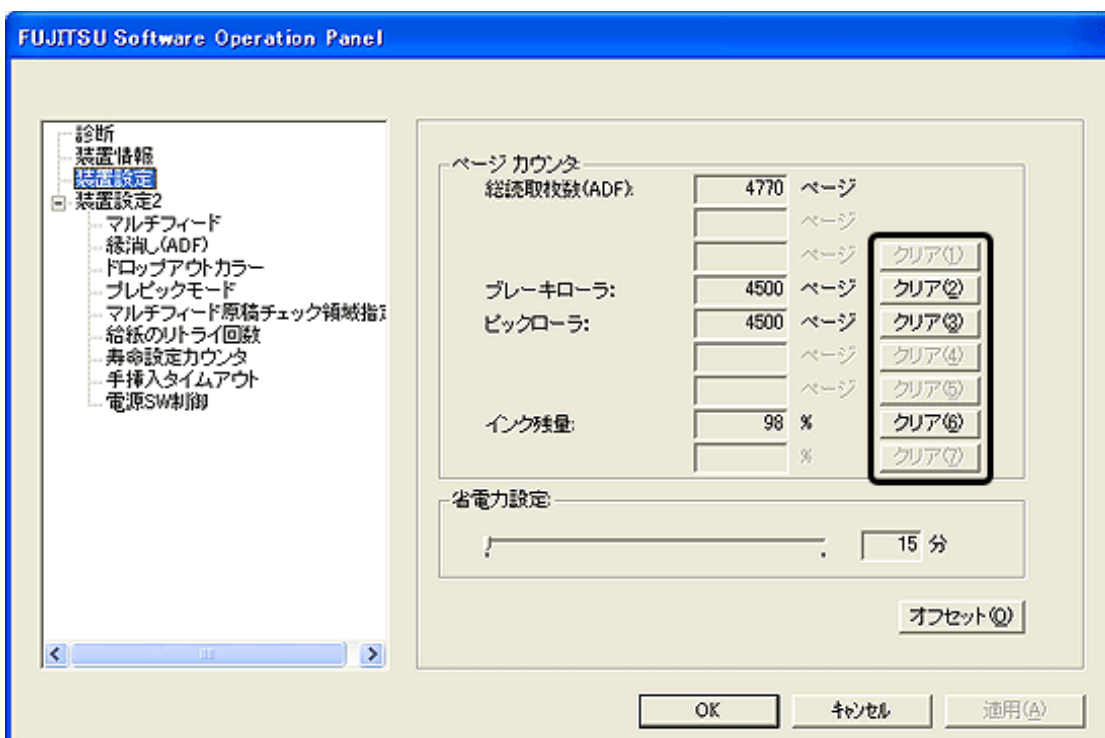 FUJITSU Software Operation Panel
診断
装置情報
装置設定
装置設定2
マルチフィード
縁消し(ADF)
ドロップアウトカラー
プレピックモード
マルチフィード原稿チェック領域指定
給紙のリトライ回数
寿命設定カウンタ
手挿入タイムアウト
電源SW制御
ページ カウンタ
総読取枚数(ADF): 4770 ページ
ページ
ページ クリア(1)
ブレーキローラ: 4500 ページ クリア(2)
ピックローラ: 4500 ページ クリア(3)
ページ クリア(4)
ページ クリア(5)
インク残量: 98 % クリア(6)
% クリア(7)
省電力設定
15 分
オフセット(O)
OK キャンセル 適用(A)